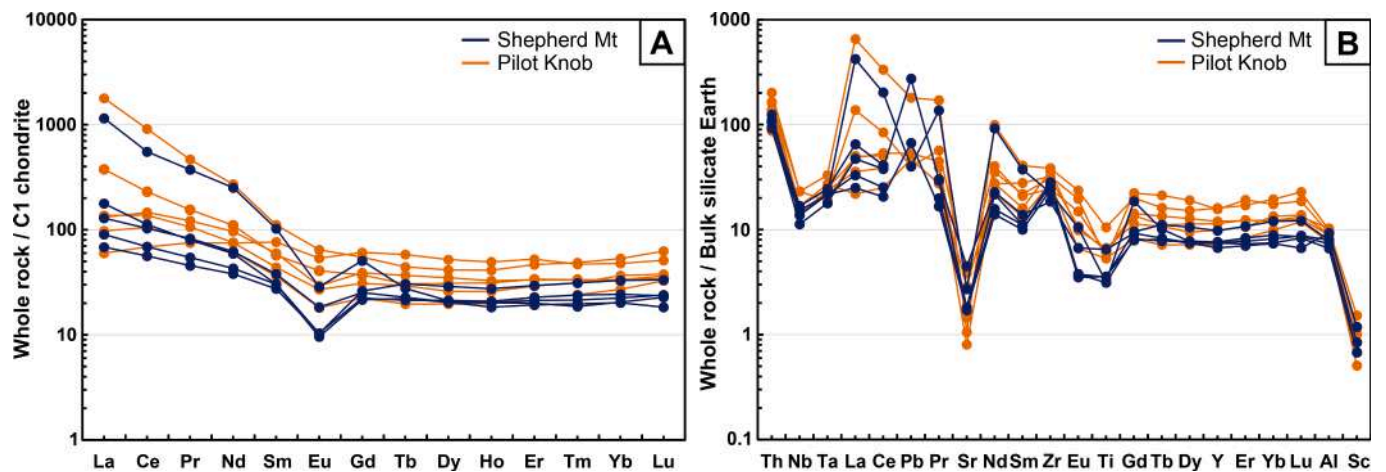 Whole rock / C1 chondrite
10000
1000
100
10
1
Shepherd Mt
Pilot Knob
A
La Ce Pr Nd Sm Eu Gd Tb Dy Ho Er Tm Yb Lu
Whole rock / Bulk silicate Earth
1000
100
10
1
0.1
Shepherd Mt
Pilot Knob
B
Th Nb Ta La Ce Pb Pr Sr Nd Sm Zr Eu Ti Gd Tb Dy Y Er Yb Lu Al Sc